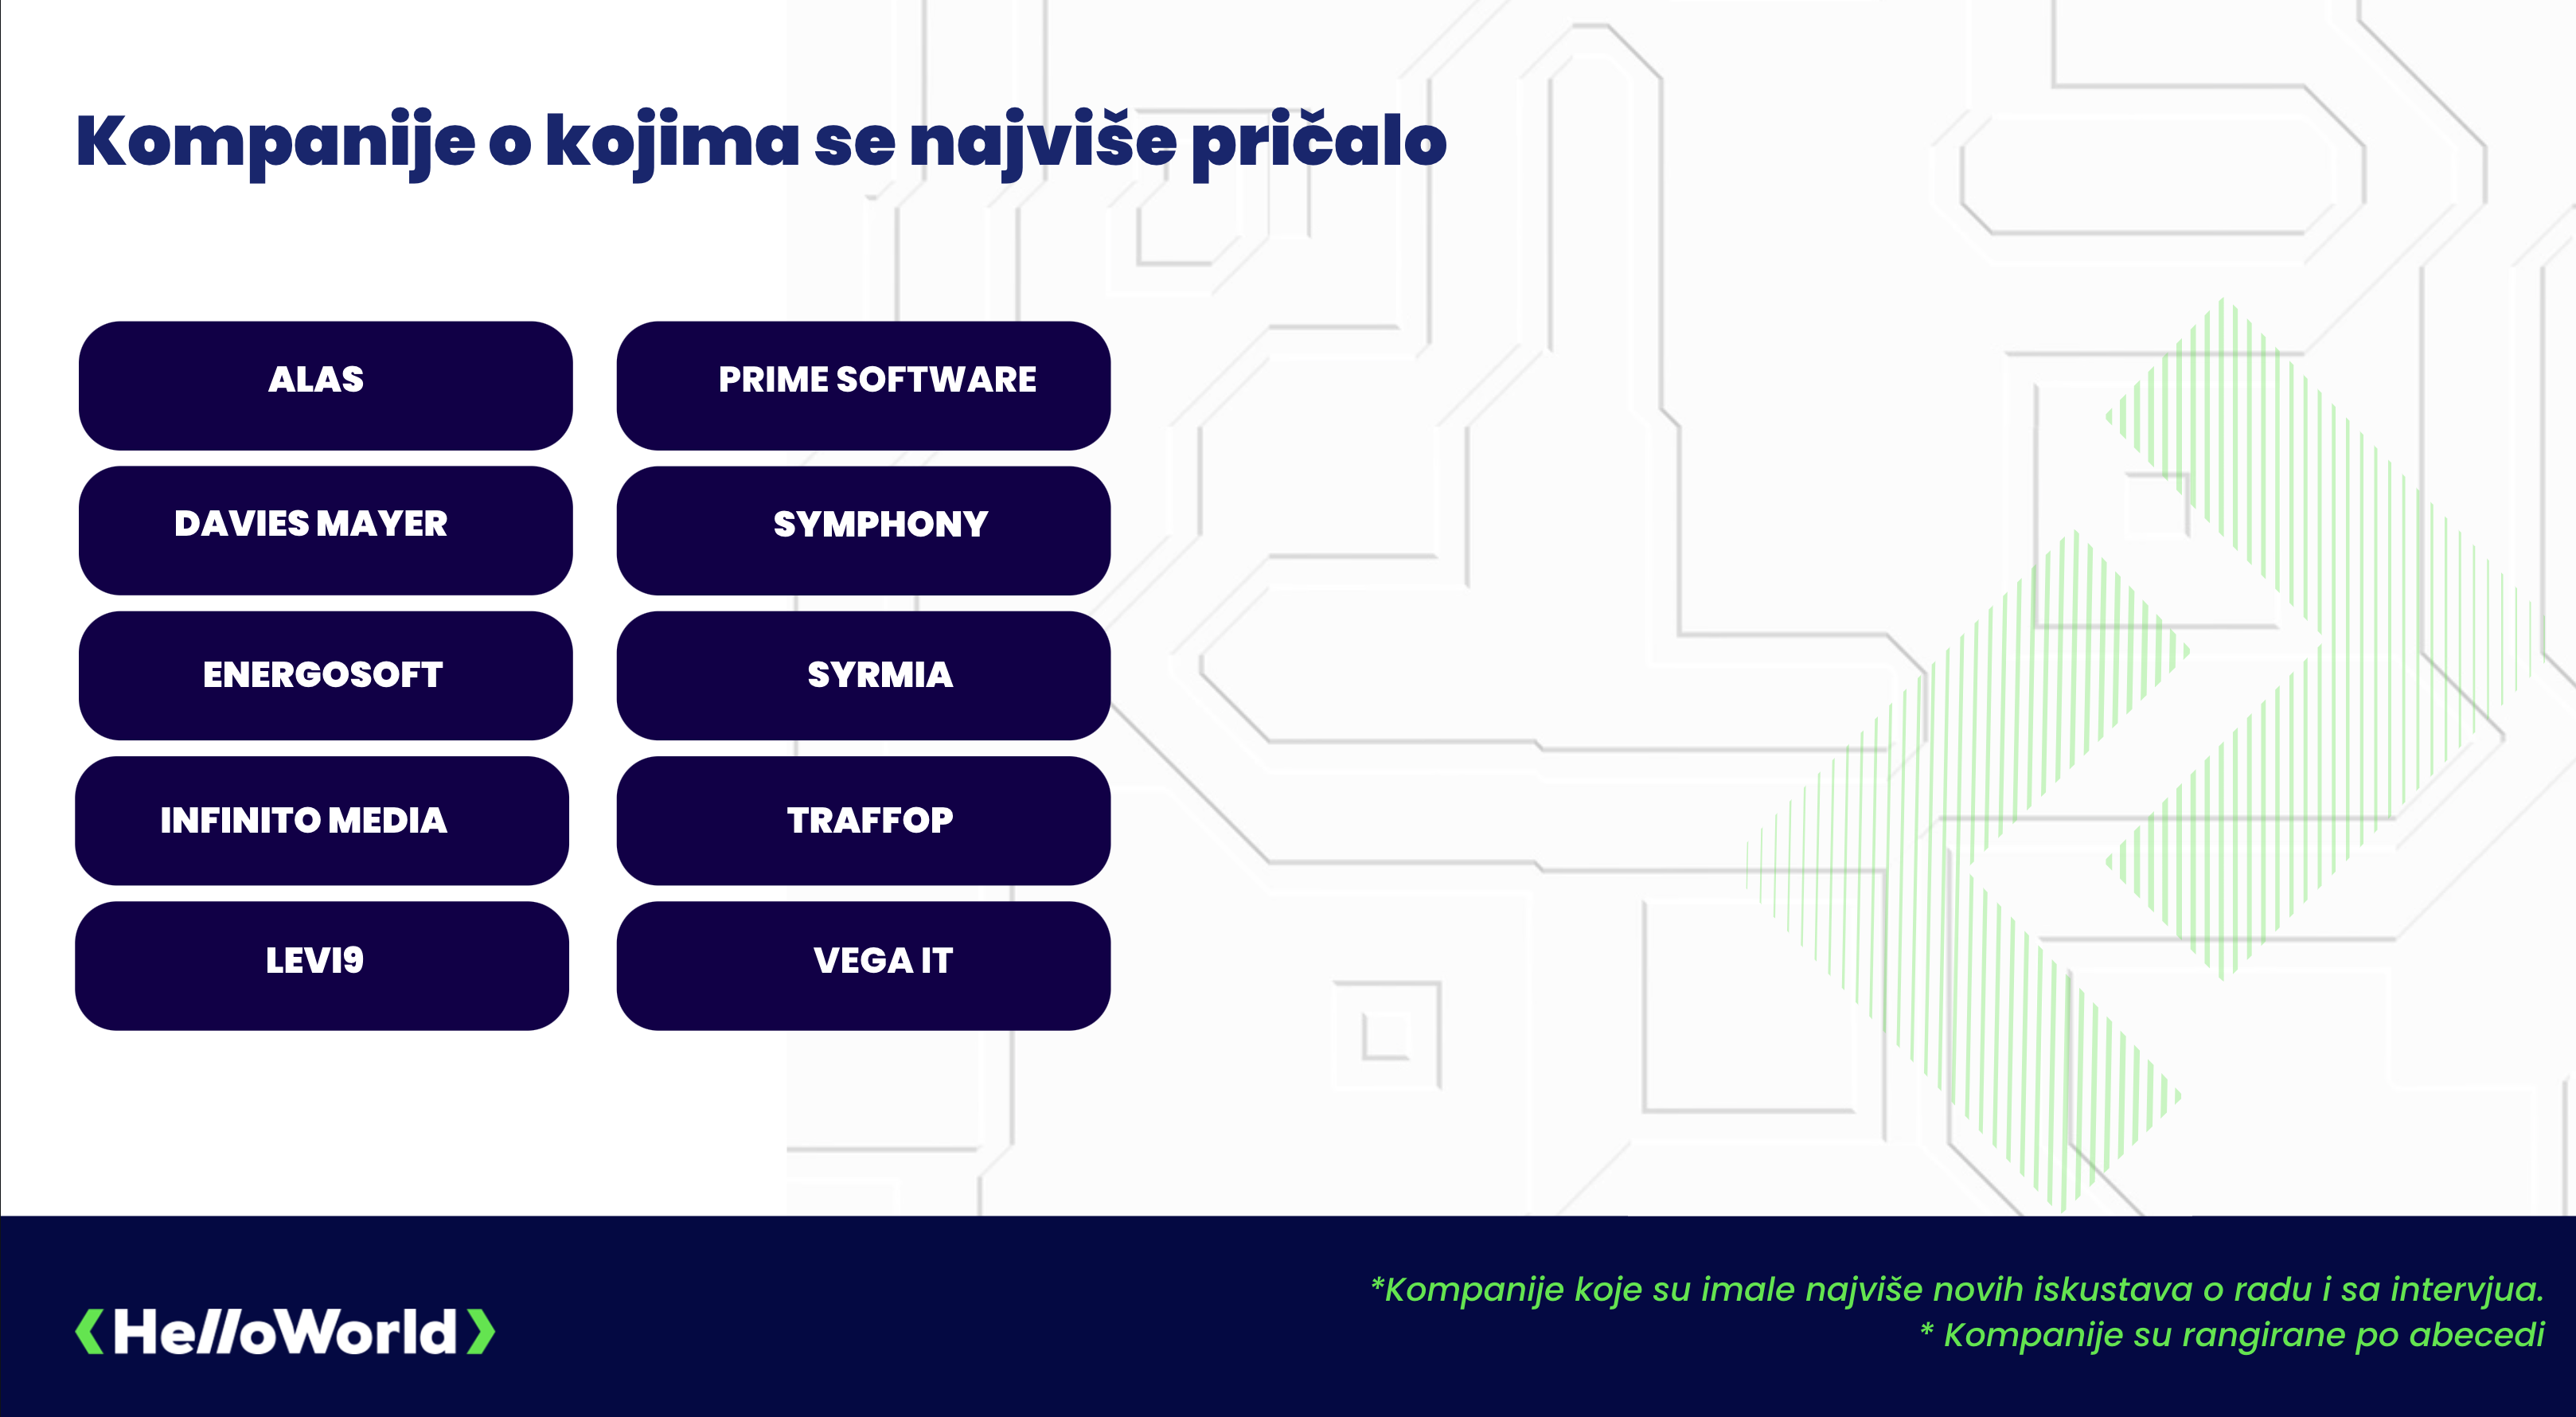 Kompanije o kojima se najviše pričalo
ALAS
DAVIES MAYER
ENERGOSOFT
INFINITO MEDIA
LEVI9
PRIME SOFTWARE
SYMPHONY
SYRMIA
TRAFFOP
VEGA IT
HelloWorld
*Kompanije koje su imale najviše novih iskustava o radu i sa intervjua.
* Kompanije su rangirane po abecedi